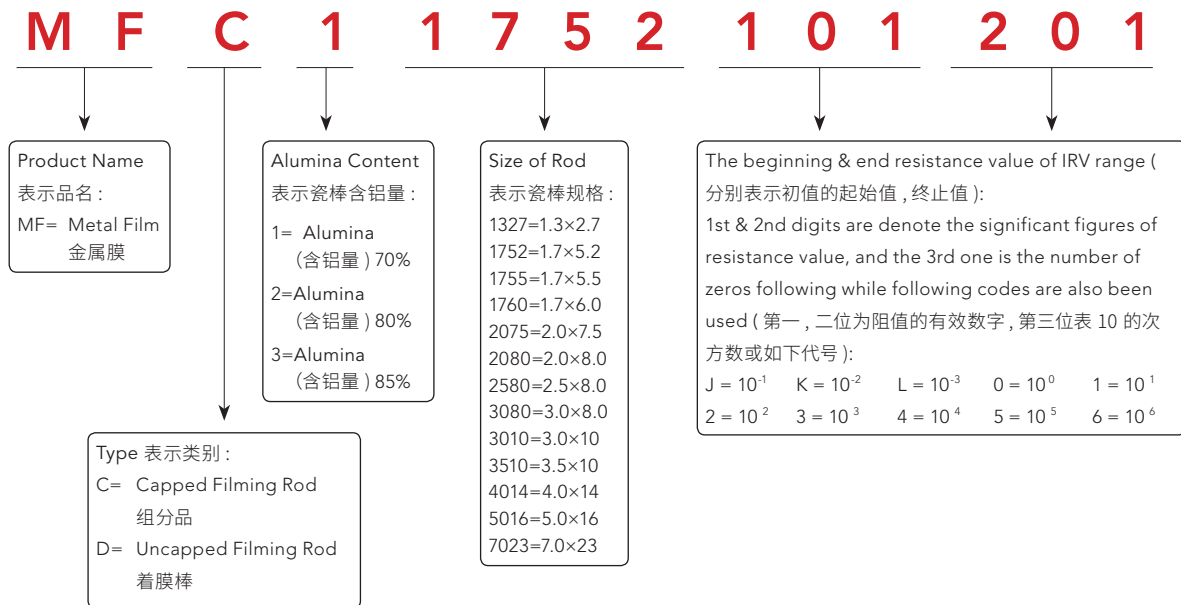 M F C 1 1 7 5 2 1 0 1 2 0 1
Product Name
表示品名 :
MF= Metal Film
金属膜
Alumina Content
表示瓷棒含铝量 :
1= Alumina
(含铝量 ) 70%
2=Alumina
(含铝量 ) 80%
3=Alumina
(含铝量 ) 85%
Size of Rod
表示瓷棒规格 :
1327=1.3×2.7
1752=1.7×5.2
1755=1.7×5.5
1760=1.7×6.0
2075=2.0×7.5
2080=2.0×8.0
2580=2.5×8.0
3080=3.0×8.0
3010=3.0×10
3510=3.5×10
4014=4.0×14
5016=5.0×16
7023=7.0×23
The beginning & end resistance value of IRV range (
分别表示初值的起始值 , 终止值 ):
1st & 2nd digits are denote the significant figures of
resistance value, and the 3rd one is the number of
zeros following while following codes are also been
used ( 第一 , 二位为阻值的有效数字 , 第三位表 10 的次
方数或如下代号 ):
J = 10⁻¹ K = 10⁻² L = 10⁻³ 0 = 10⁰ 1 = 10¹
2 = 10² 3 = 10³ 4 = 10⁴ 5 = 10⁵ 6 = 10⁶
Type 表示类别 :
C= Capped Filming Rod
组分品
D= Uncapped Filming Rod
着膜棒